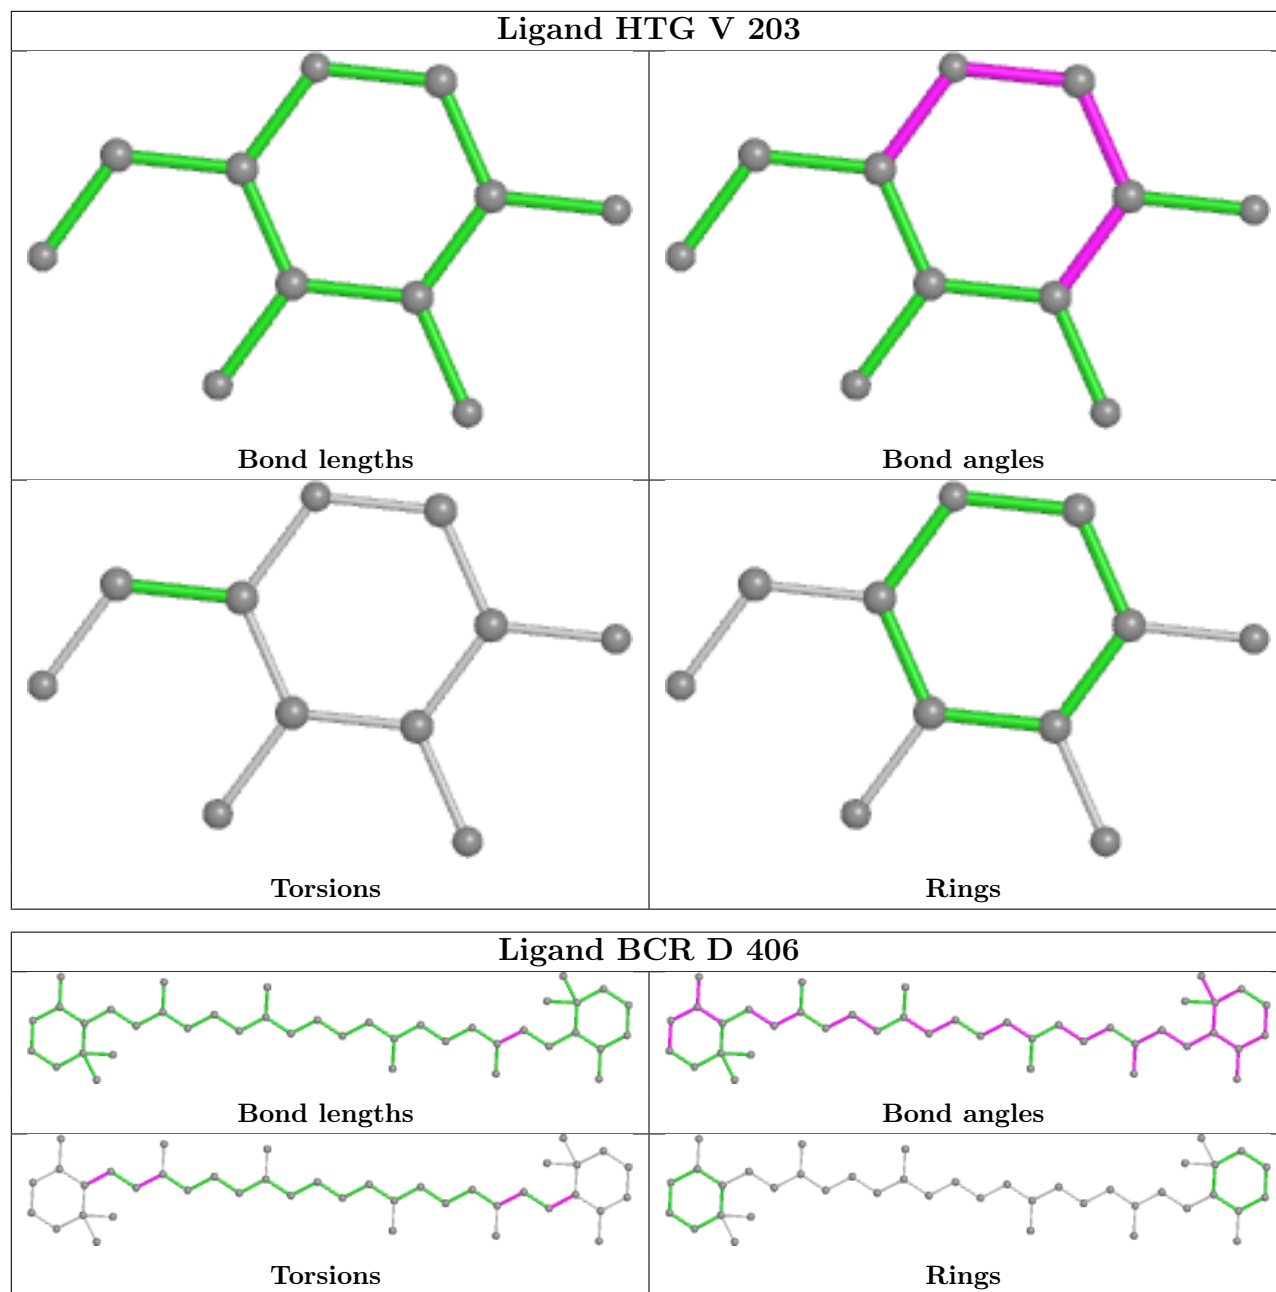 Ligand HTG V 203
Bond lengths
Bond angles
Torsions
Rings
Ligand BCR D 406
Bond lengths
Bond angles
Torsions
Rings